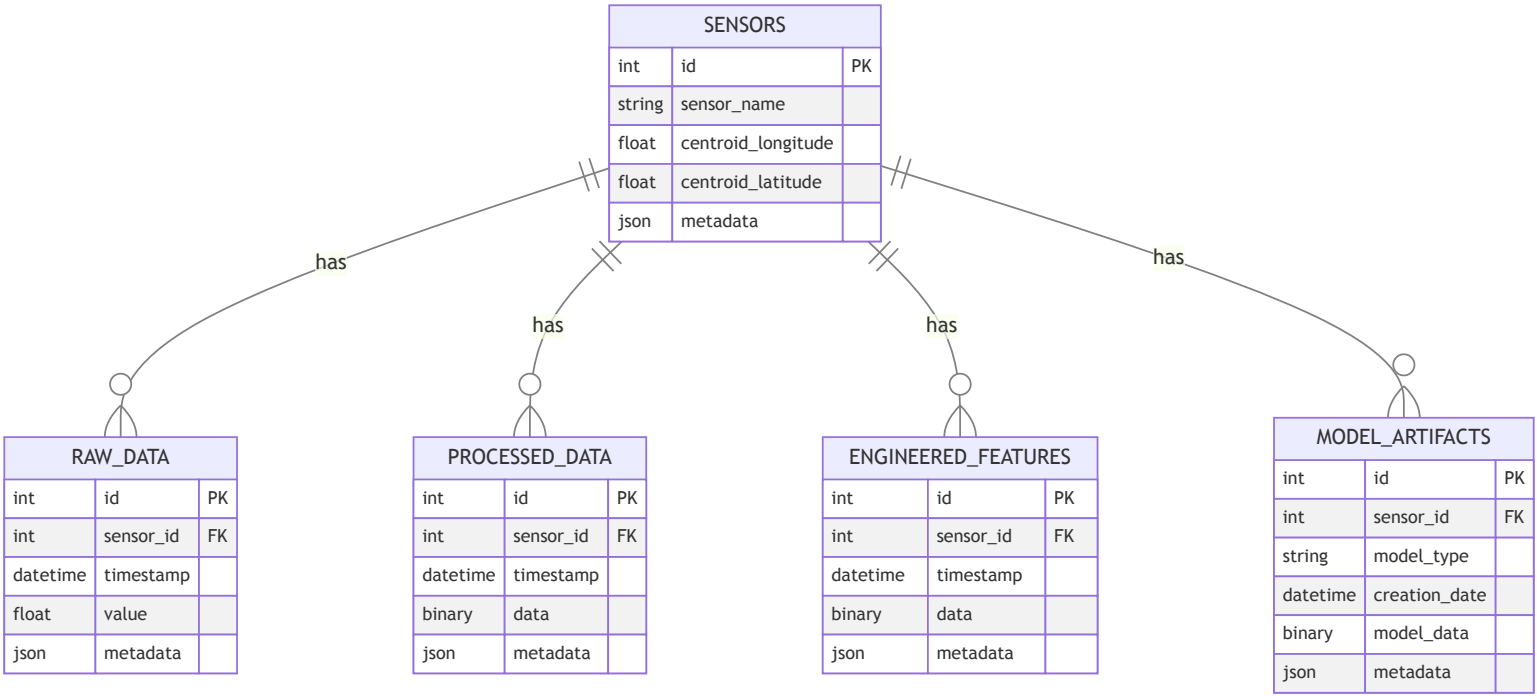 SENSORS
int id PK
string sensor_name
float centroid_longitude
float centroid_latitude
json metadata
has
has
has
has
RAW_DATA
int id PK
int sensor_id FK
datetime timestamp
float value
json metadata
PROCESSED_DATA
int id PK
int sensor_id FK
datetime timestamp
binary data
json metadata
ENGINEERED_FEATURES
int id PK
int sensor_id FK
datetime timestamp
binary data
json metadata
MODEL_ARTIFACTS
int id PK
int sensor_id FK
string model_type
datetime creation_date
binary model_data
json metadata